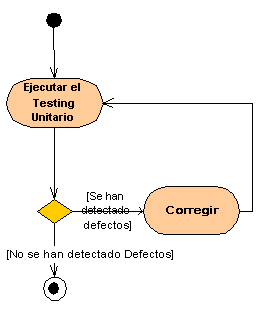 Ejecutar el
Testing
Unitario
[Se han
detectado
defectos]
Corregir
[No se han detectado Defectos]